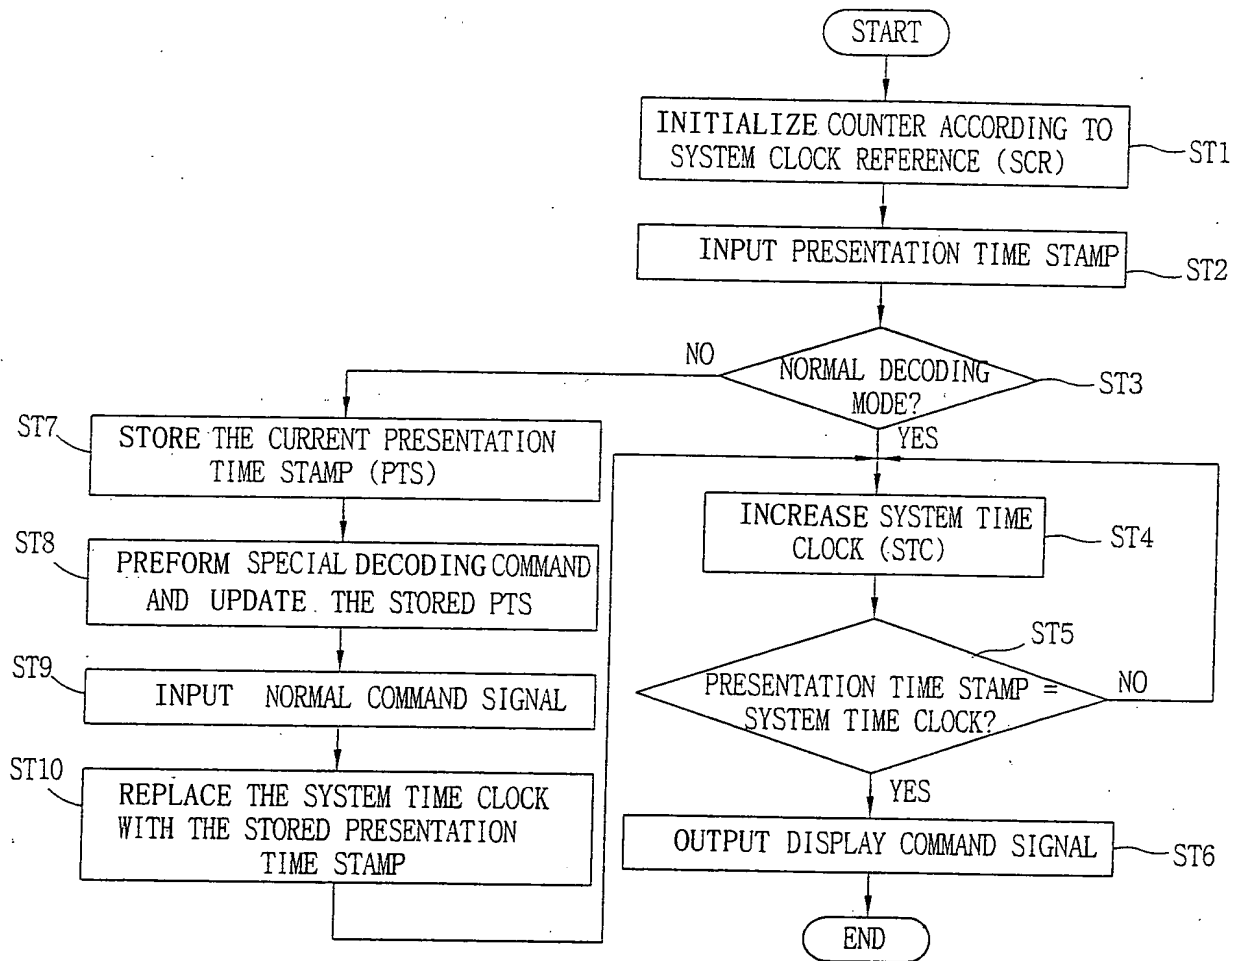 START
INITIALIZE COUNTER ACCORDING TO
SYSTEM CLOCK REFERENCE (SCR)
ST1
INPUT PRESENTATION TIME STAMP
ST2
NORMAL DECODING
MODE?
ST3
NO
YES
ST7
STORE THE CURRENT PRESENTATION
TIME STAMP (PTS)
ST8
PREFORM SPECIAL DECODING COMMAND
AND UPDATE THE STORED PTS
ST9
INPUT NORMAL COMMAND SIGNAL
ST10
REPLACE THE SYSTEM TIME CLOCK
WITH THE STORED PRESENTATION
TIME STAMP
INCREASE SYSTEM TIME
CLOCK (STC)
ST4
ST5
PRESENTATION TIME STAMP =
SYSTEM TIME CLOCK?
NO
YES
OUTPUT DISPLAY COMMAND SIGNAL
ST6
END